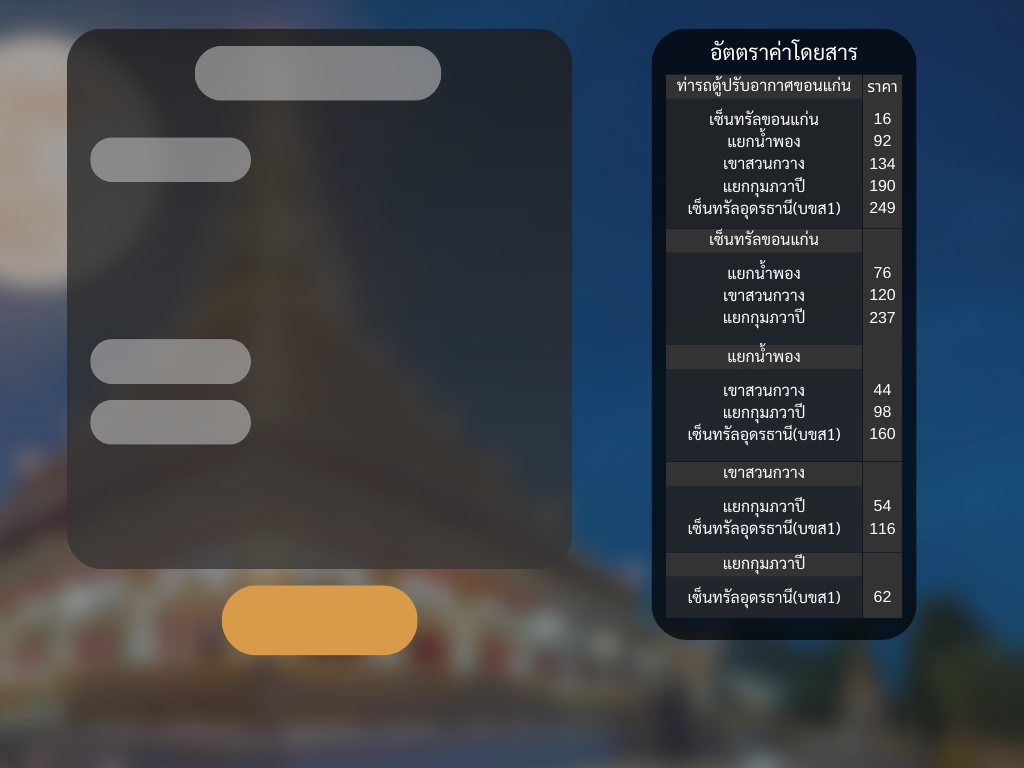 อัตตราค่าโดยสาร
ท่ารถตู้ปรับอากาศขอนแก่น ราคา
เซ็นทรัลขอนแก่น 16
แยกน้ำพอง 92
เขาสวนกวาง 134
แยกกุมภวาปี 190
เซ็นทรัลอุดรธานี(บขส1) 249
เซ็นทรัลขอนแก่น
แยกน้ำพอง 76
เขาสวนกวาง 120
แยกกุมภวาปี 237
แยกน้ำพอง
เขาสวนกวาง 44
แยกกุมภวาปี 98
เซ็นทรัลอุดรธานี(บขส1) 160
เขาสวนกวาง
แยกกุมภวาปี 54
เซ็นทรัลอุดรธานี(บขส1) 116
แยกกุมภวาปี
เซ็นทรัลอุดรธานี(บขส1) 62